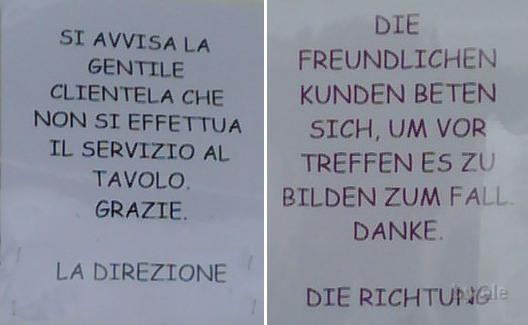 SI AVVISA LA
GENTILE
CLIENTELA CHE
NON SI EFFETTUA
IL SERVIZIO AL
TAVOLO.
GRAZIE.
LA DIREZIONE
DIE
FREUNDLICHEN
KUNDEN BETEN
SICH, UM VOR
TREFFEN ES ZU
BILDEN ZUM FALL.
DANKE.
DIE RICHTUNG